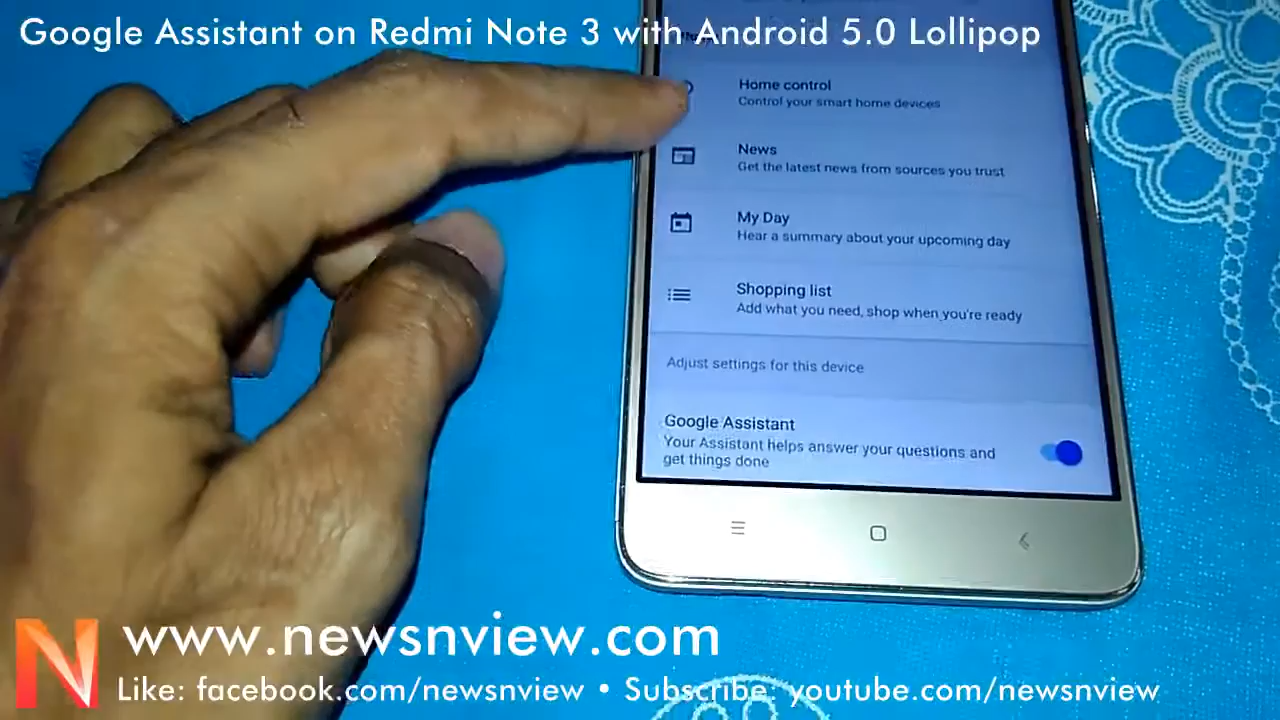 Google Assistant on Redmi Note 3 with Android 5.0 Lollipop
Home control
Control your smart home devices
News
Get the latest news from sources you trust
My Day
Hear a summary about your upcoming day
Shopping list
Add what you need, shop when you're ready
Adjust settings for this device
Google Assistant
Your Assistant helps answer your questions and
get things done
N www.newsnview.com
Like: facebook.com/newsnview • Subscribe: youtube.com/newsnview